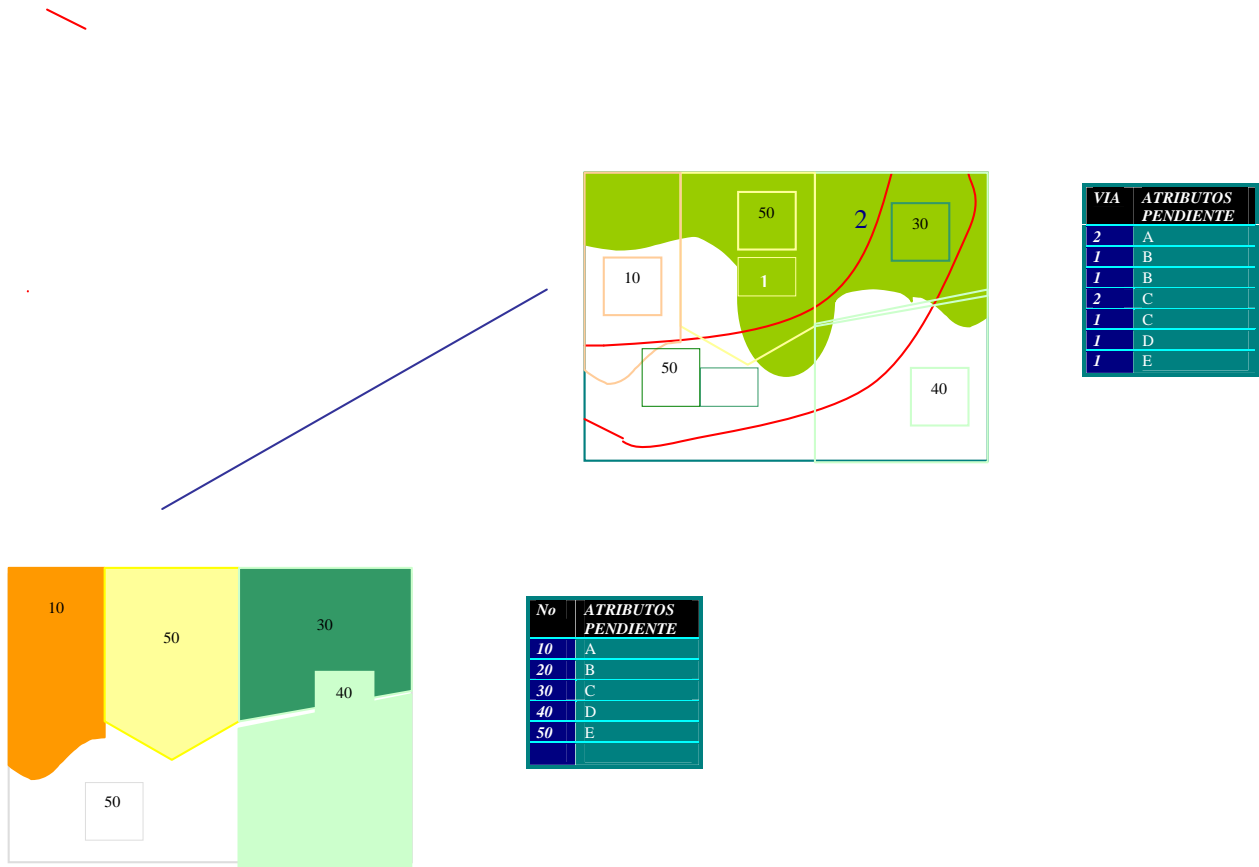 50
2
30
10
1
50
40
VIA ATRIBUTOS PENDIENTE
2 A
1 B
1 B
2 C
1 C
1 D
1 E
10
50
30
40
50
No ATRIBUTOS PENDIENTE
10 A
20 B
30 C
40 D
50 E